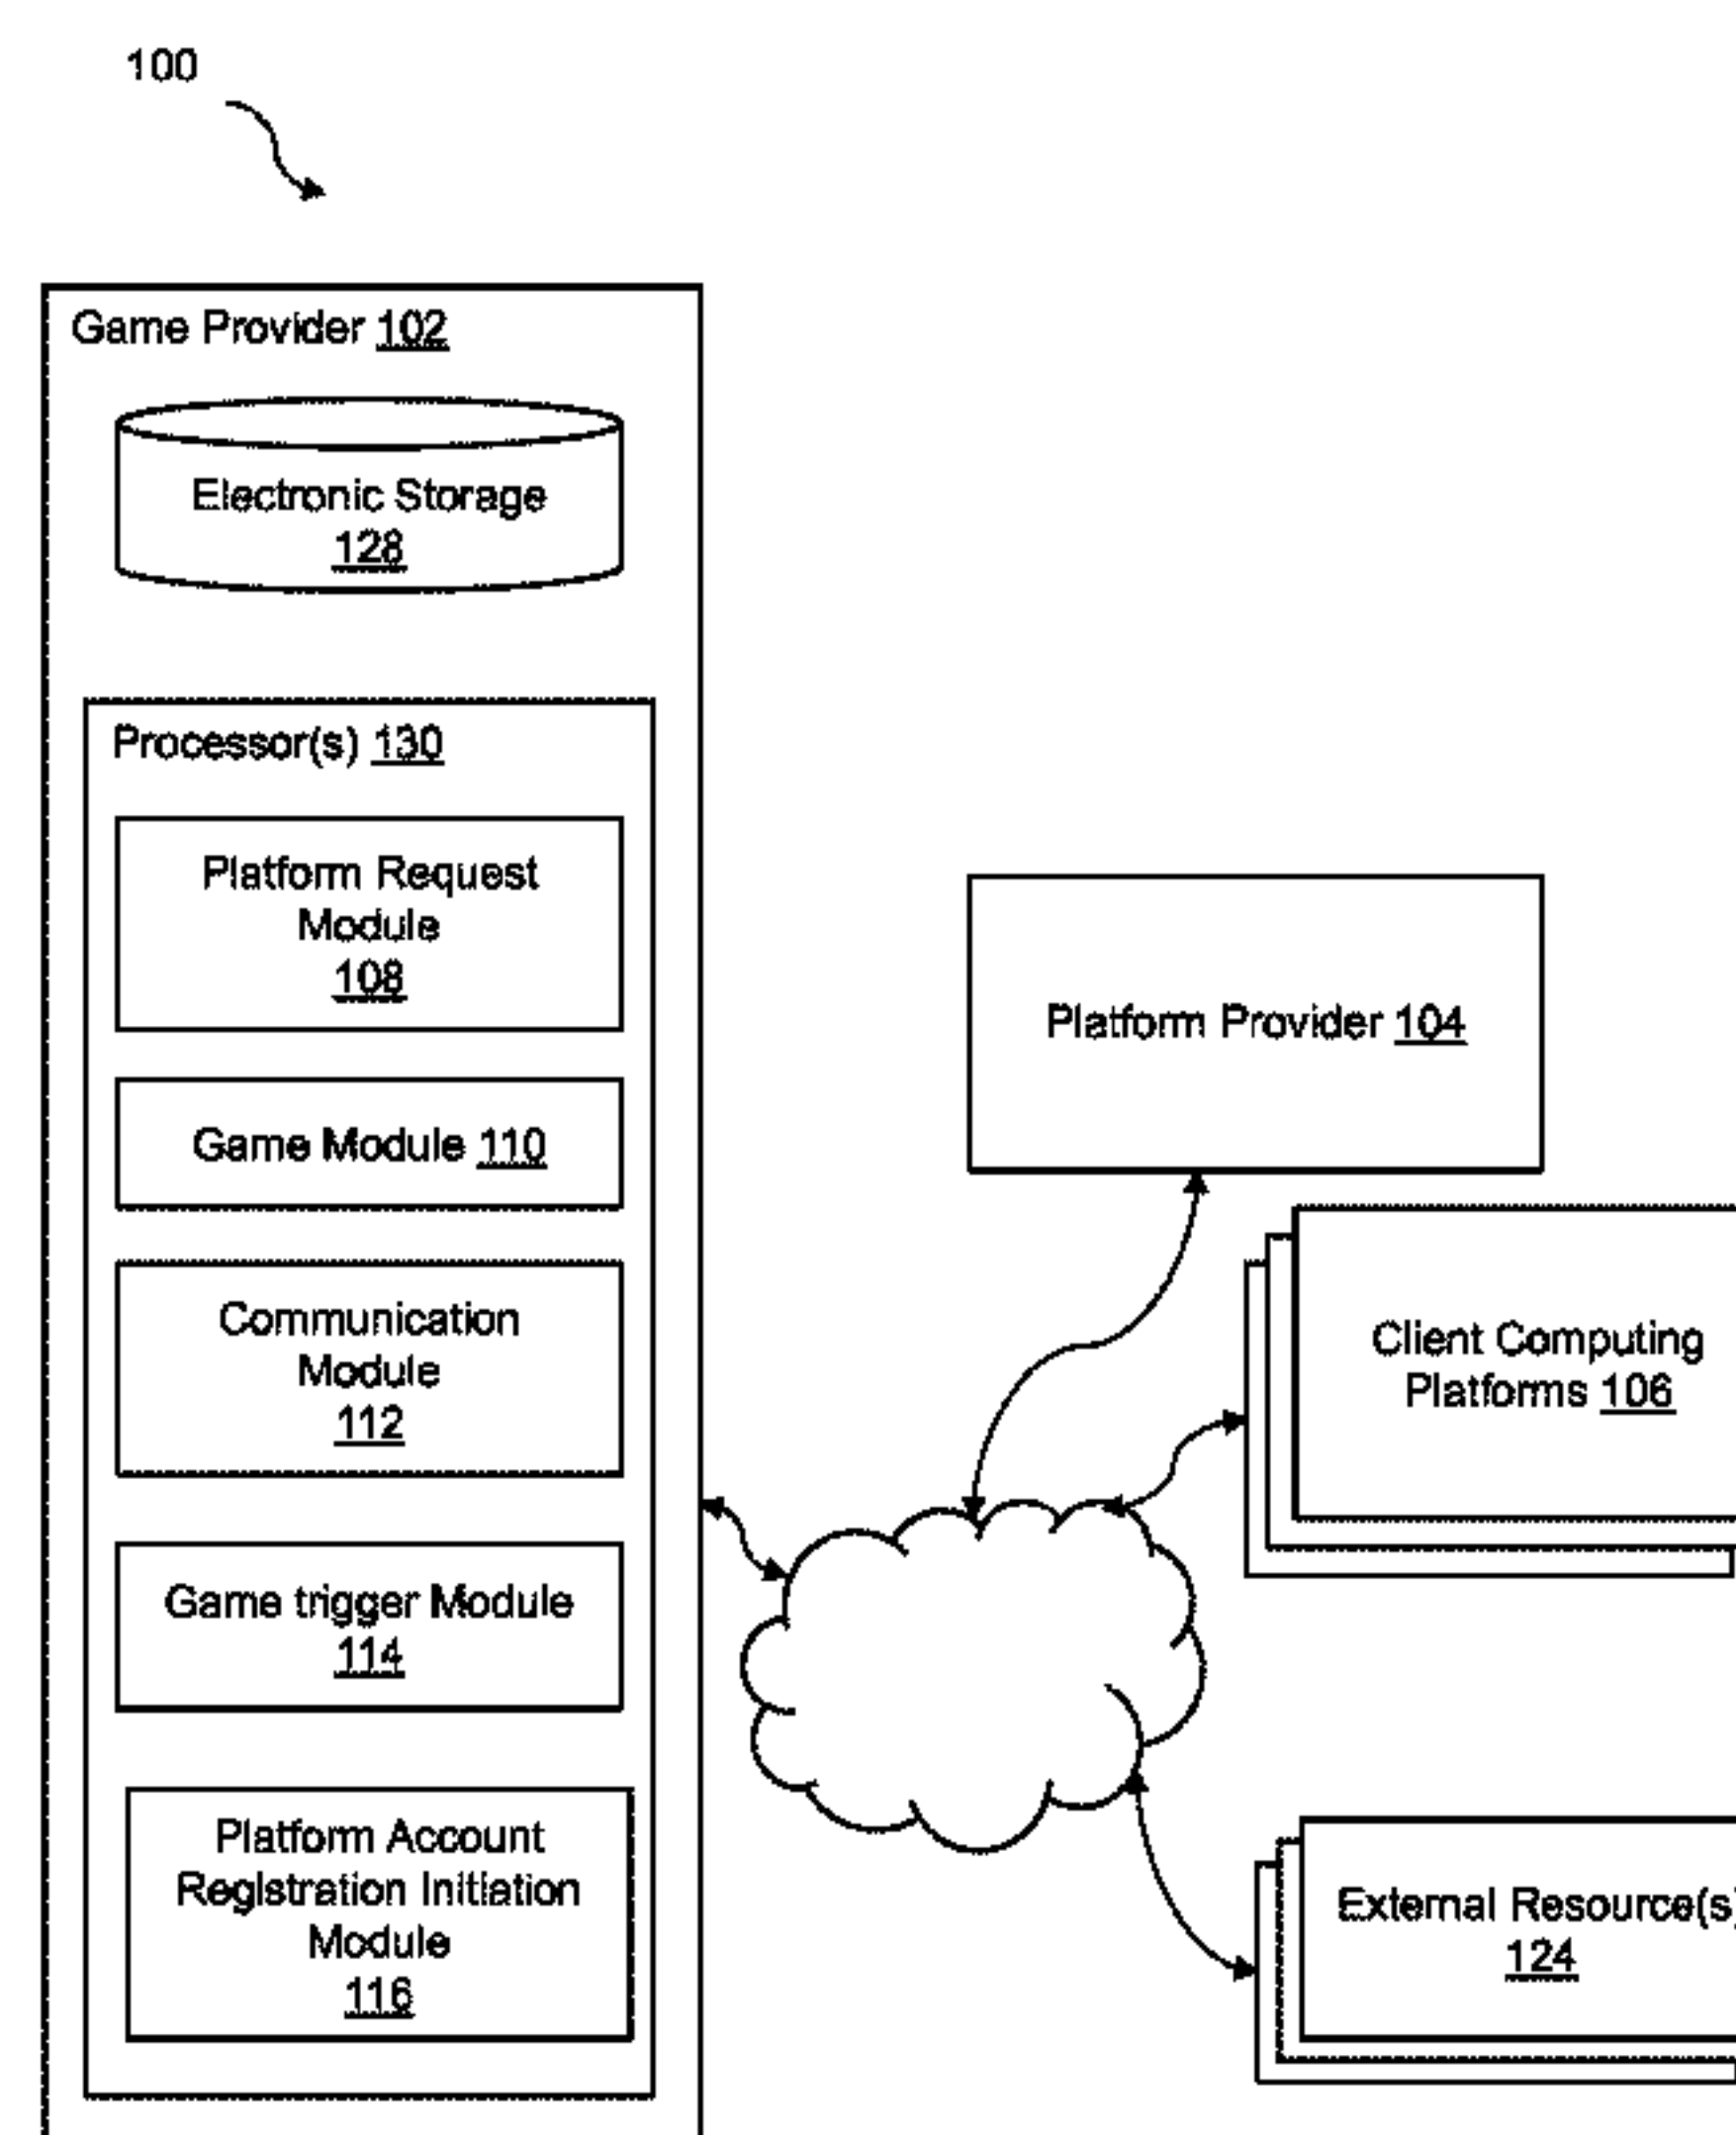 100
Game Provider 102
Electronic Storage
128
Processor(s) 130
Platform Request
Module
108
Game Module 110
Communication
Module
112
Game trigger Module
114
Platform Account
Registration Initiation
Module
116
Platform Provider 104
Client Computing
Platforms 106
External Resource(s)
124